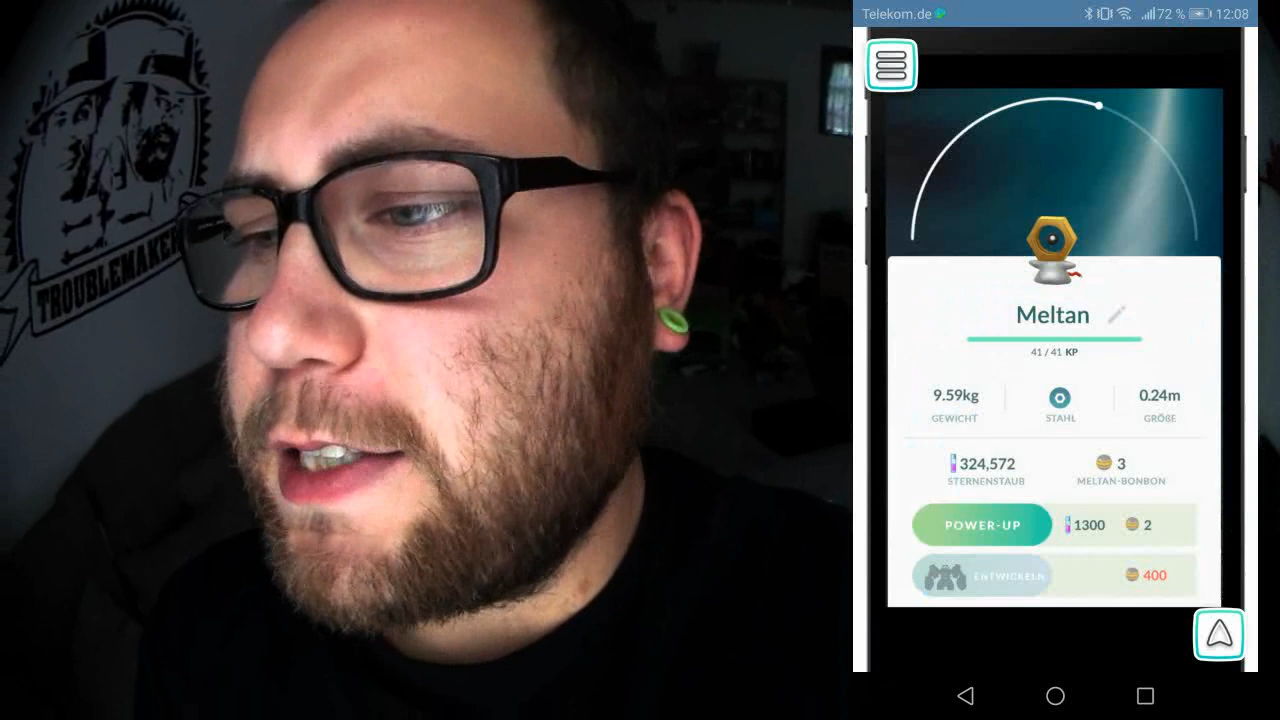 TROUBLEMAKER
Telekom.de
72 % 12:08
Meltan
41 / 41 KP
9.59kg
GEWICHT
STAHL
0.24m
GRÖßE
324,572
STERNENSTAUB
3
MELTAN-BONBON
POWER-UP
1300
2
ENTWICKELN
400